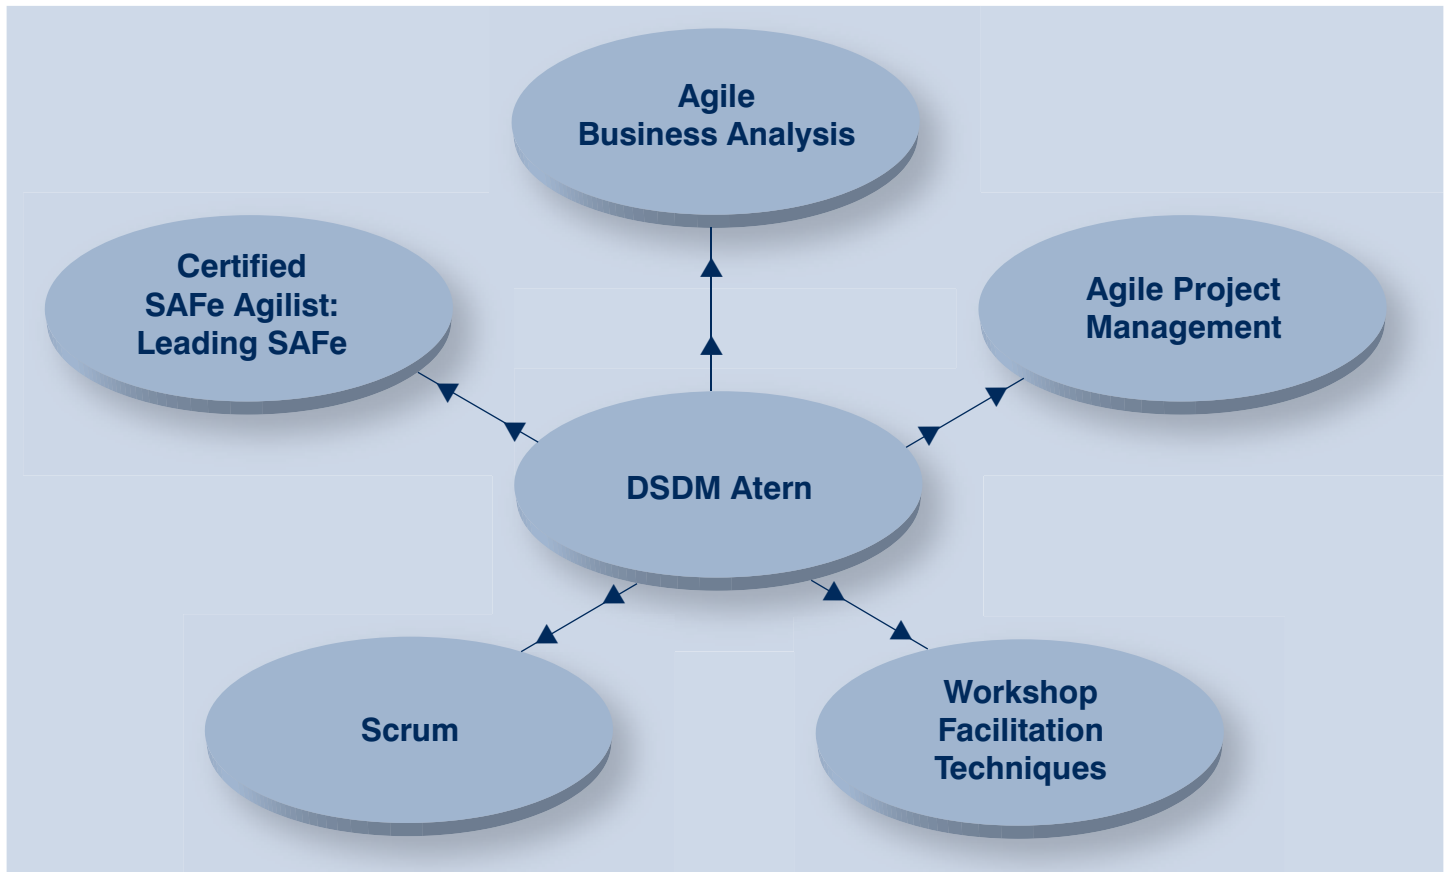 Agile
Business Analysis
Certified
SAFe Agilist:
Leading SAFe
Agile Project
Management
DSDM Atern
Scrum
Workshop
Facilitation
Techniques